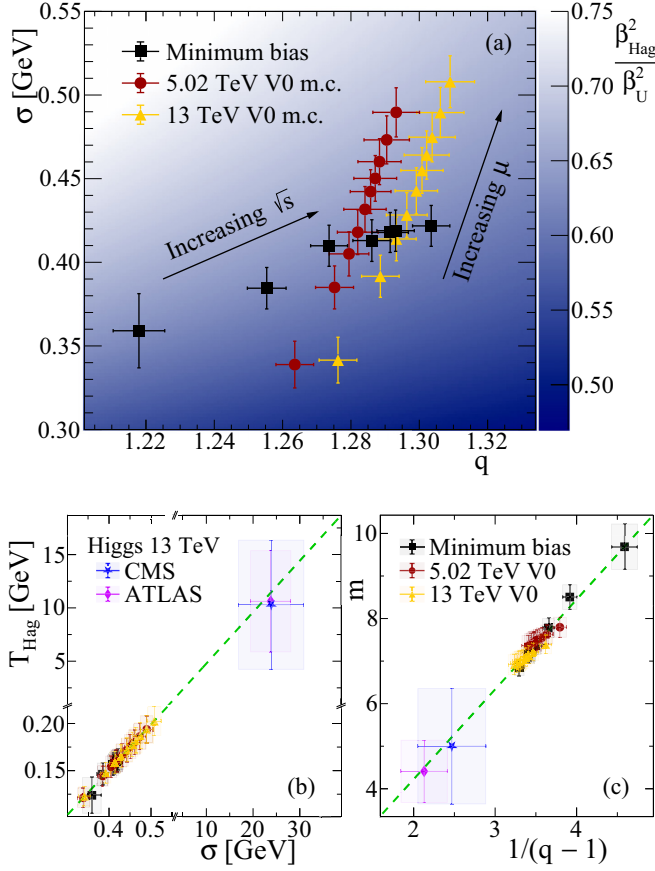 σ [GeV]
0.50
0.45
0.40
0.35
0.30
(a)
Minimum bias
5.02 TeV V0 m.c.
13 TeV V0 m.c.
Increasing √s
Increasing μ
1.22 1.24 1.26 1.28 1.30 1.32
q
0.75
0.70
0.65
0.60
0.55
0.50
β²Hag
β²U
T_Hag [GeV]
15
10
5
0.20
0.15
Higgs 13 TeV
CMS
ATLAS
(b)
0.4 0.5 10 20 30
σ [GeV]
m
10
8
6
4
Minimum bias
5.02 TeV V0
13 TeV V0
(c)
2 3 4 5
1/(q − 1)